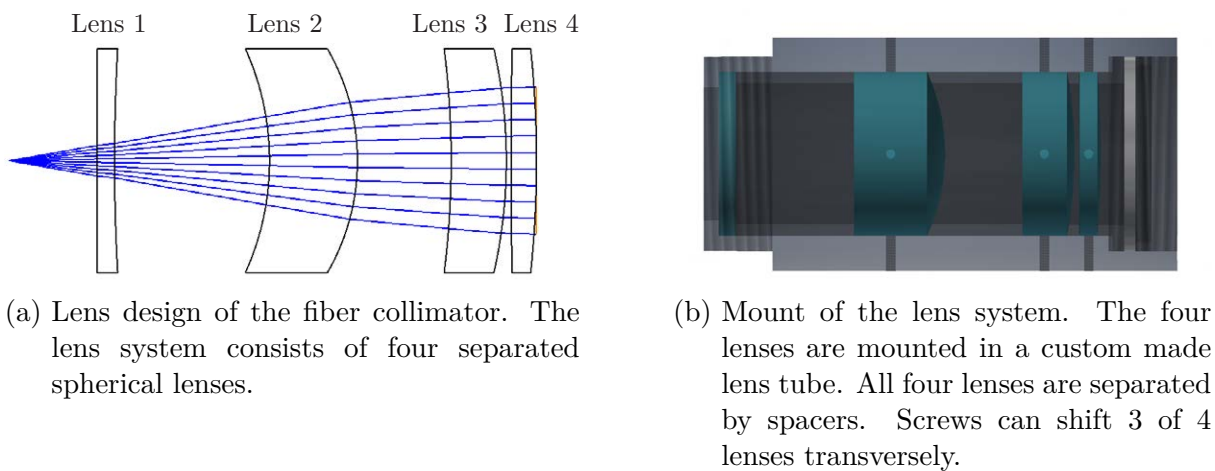 Lens 1 Lens 2 Lens 3 Lens 4
(a) Lens design of the fiber collimator. The
lens system consists of four separated
spherical lenses.
(b) Mount of the lens system. The four
lenses are mounted in a custom made
lens tube. All four lenses are separated
by spacers. Screws can shift 3 of 4
lenses transversely.